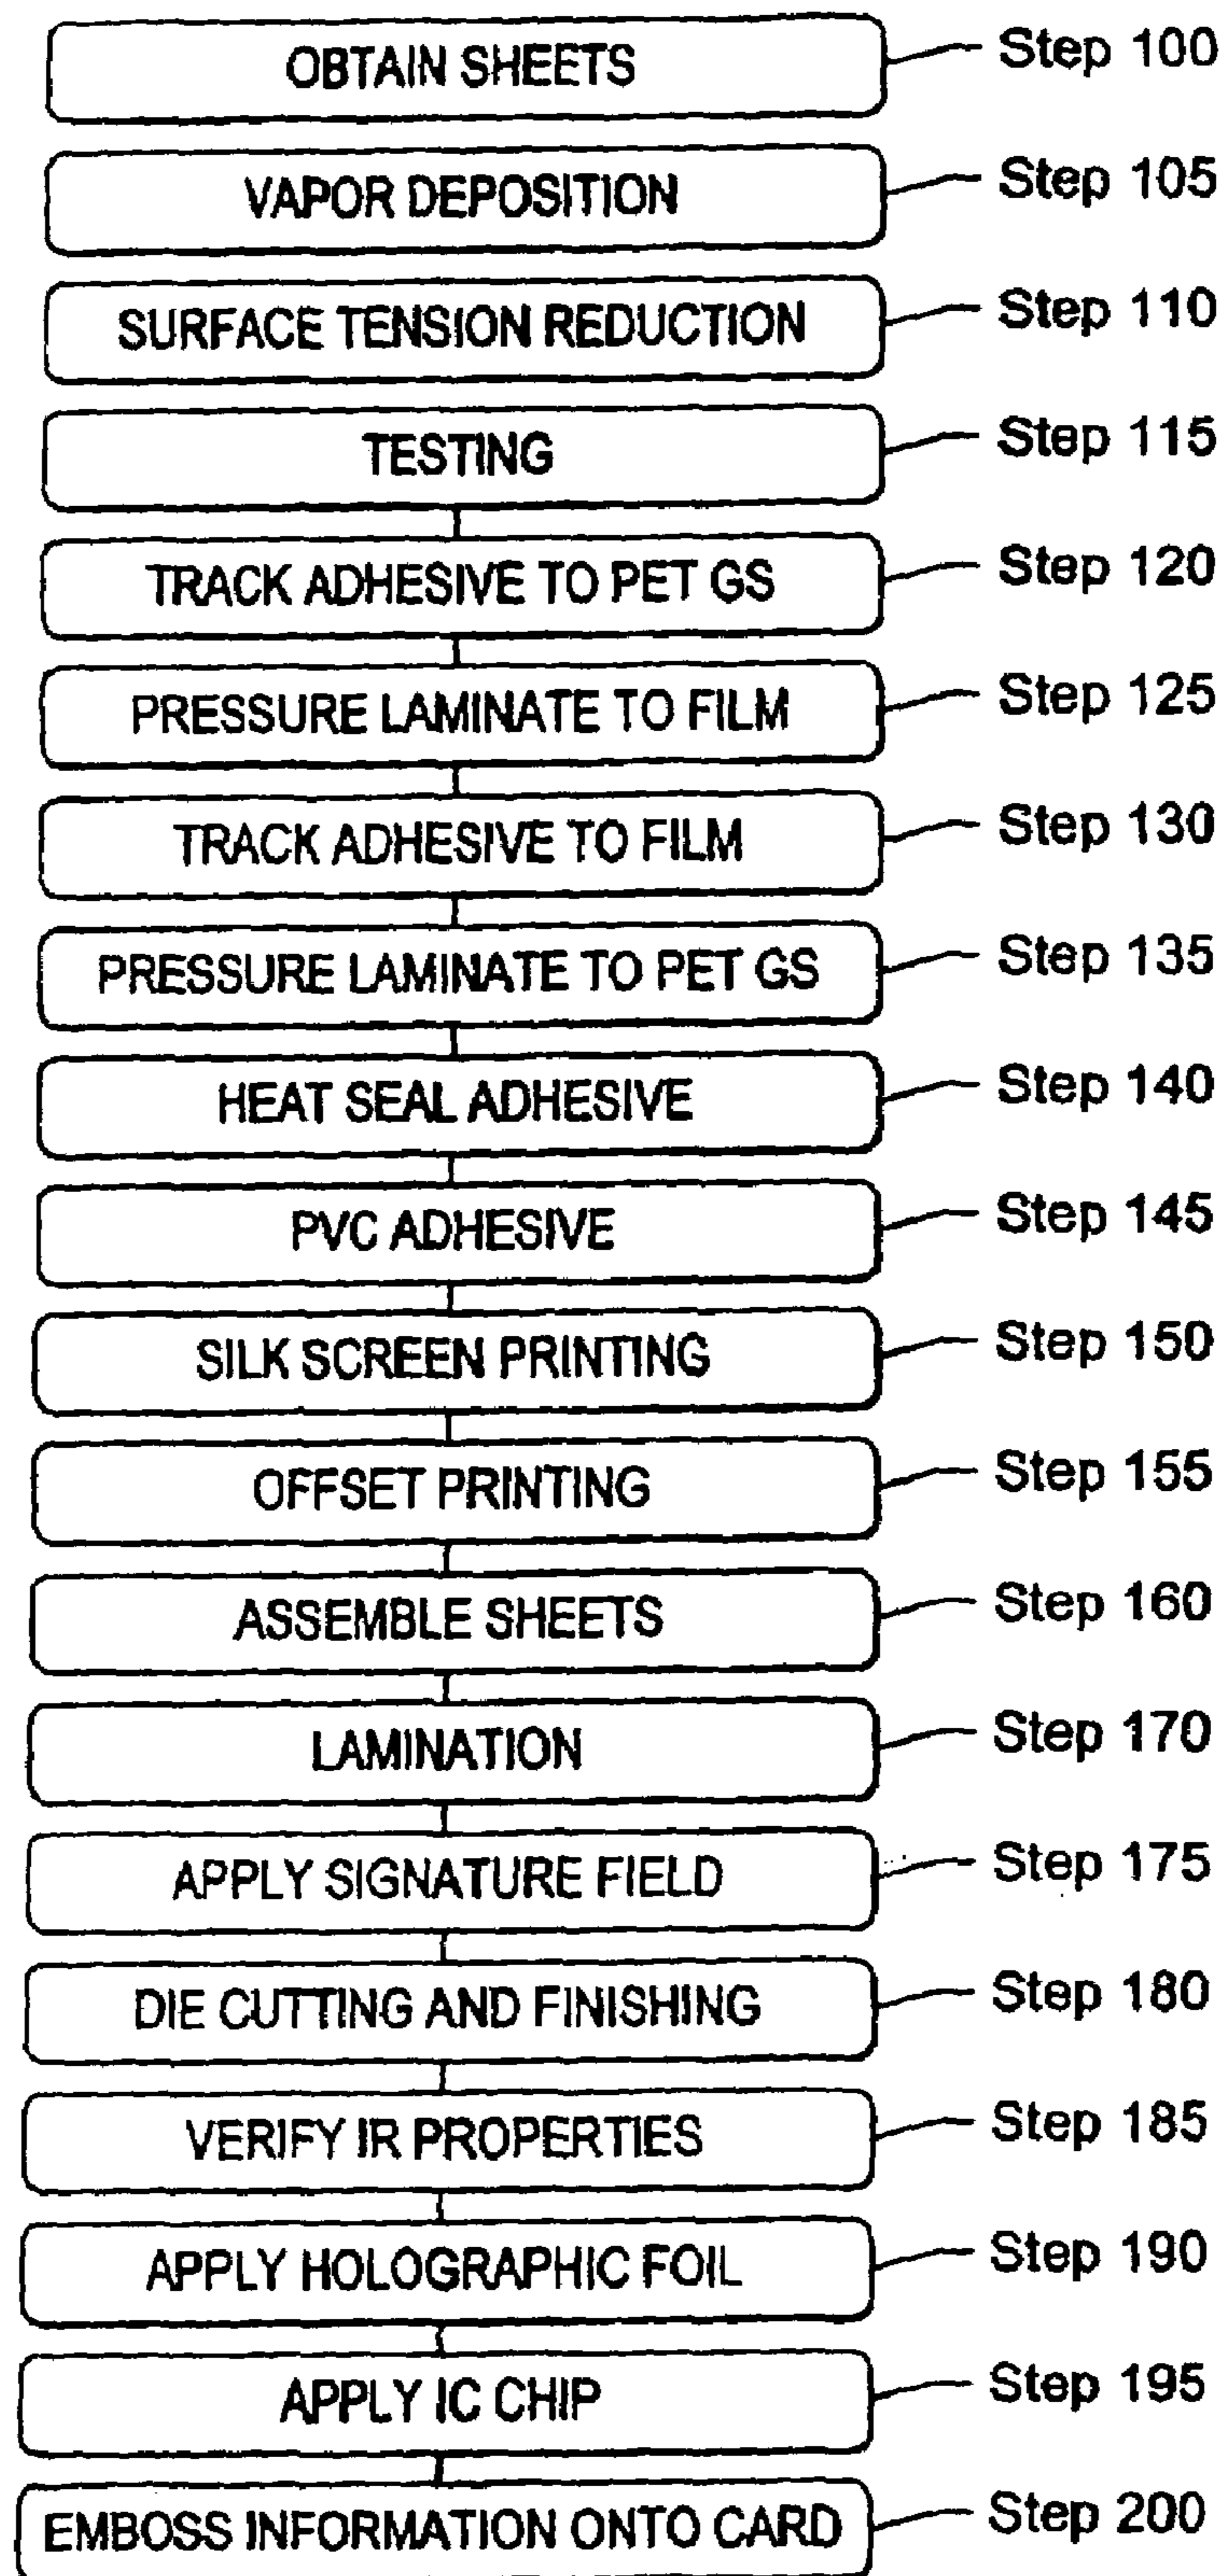 OBTAIN SHEETS Step 100
VAPOR DEPOSITION Step 105
SURFACE TENSION REDUCTION Step 110
TESTING Step 115
TRACK ADHESIVE TO PET GS Step 120
PRESSURE LAMINATE TO FILM Step 125
TRACK ADHESIVE TO FILM Step 130
PRESSURE LAMINATE TO PET GS Step 135
HEAT SEAL ADHESIVE Step 140
PVC ADHESIVE Step 145
SILK SCREEN PRINTING Step 150
OFFSET PRINTING Step 155
ASSEMBLE SHEETS Step 160
LAMINATION Step 170
APPLY SIGNATURE FIELD Step 175
DIE CUTTING AND FINISHING Step 180
VERIFY IR PROPERTIES Step 185
APPLY HOLOGRAPHIC FOIL Step 190
APPLY IC CHIP Step 195
EMBOSS INFORMATION ONTO CARD Step 200